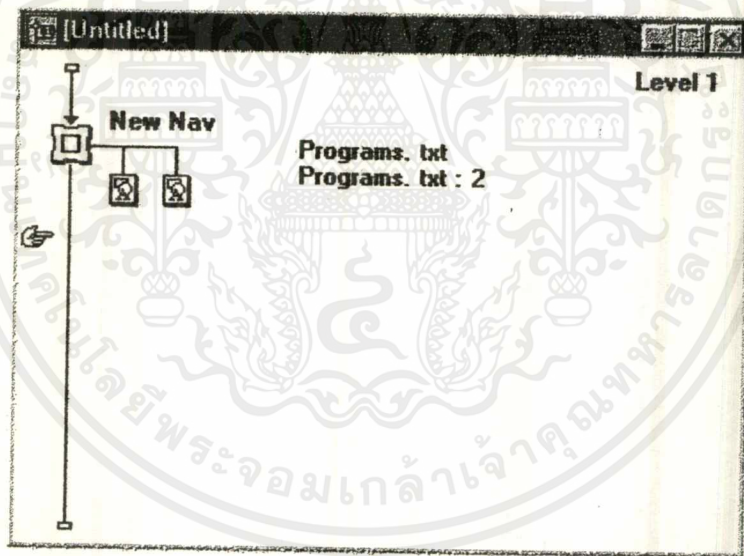 [Untitled]
Level 1
New Nav
Programs. txt
Programs. txt : 2